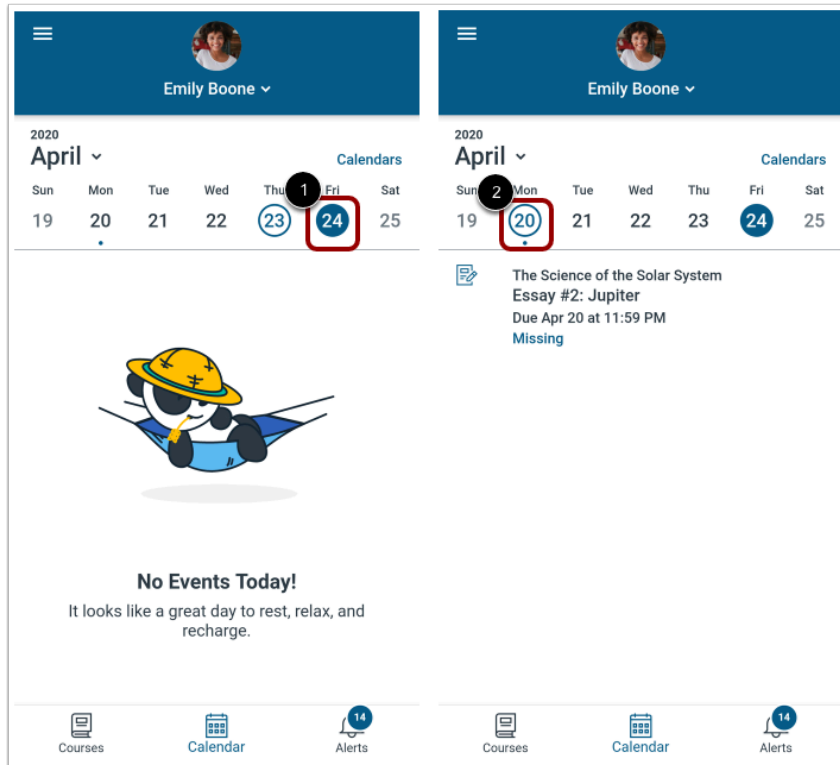 Emily Boone
2020
April
Calendars
Sun Mon Tue Wed Thu 1 Fri Sat
19 20 21 22 23 24 25
No Events Today!
It looks like a great day to rest, relax, and
recharge.
14
Courses Calendar Alerts
Emily Boone
2020
April
Calendars
Sun 2 Mon Tue Wed Thu Fri Sat
19 20 21 22 23 24 25
The Science of the Solar System
Essay #2: Jupiter
Due Apr 20 at 11:59 PM
Missing
14
Courses Calendar Alerts